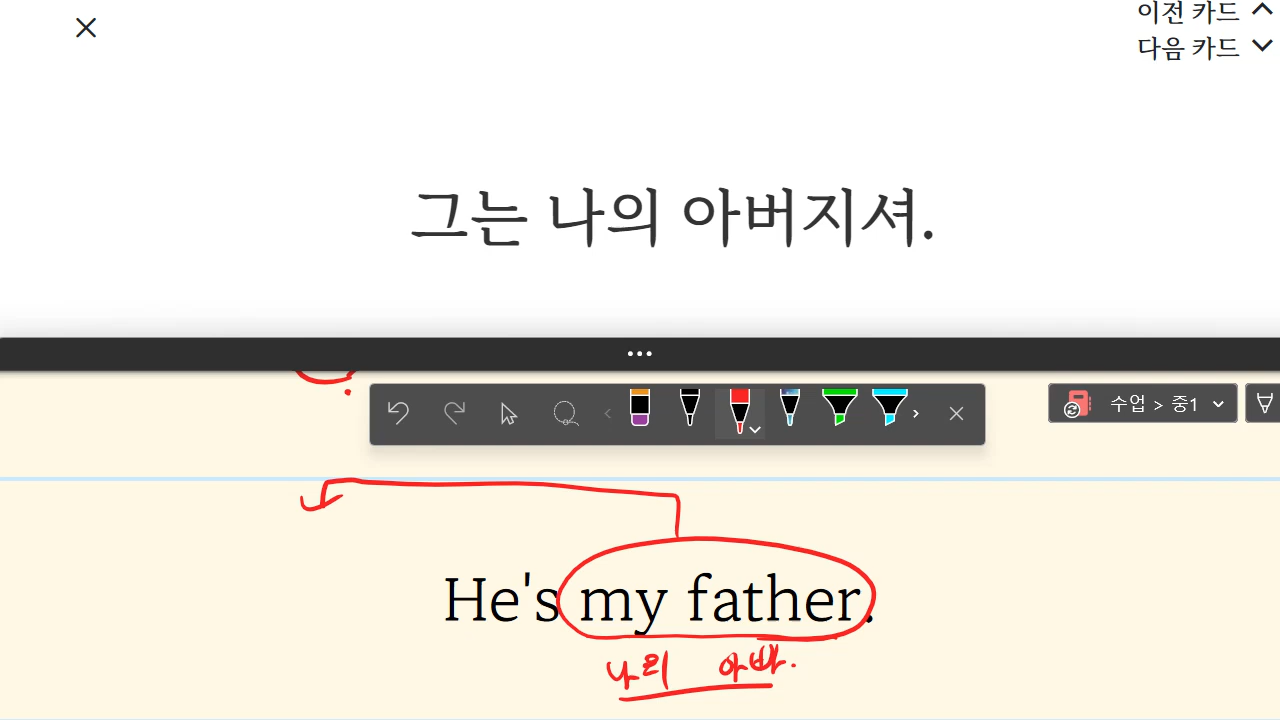 이전 카드
다음 카드
그는 나의 아버지셔.
수업 > 중1
He's my father.
나의 아빠.